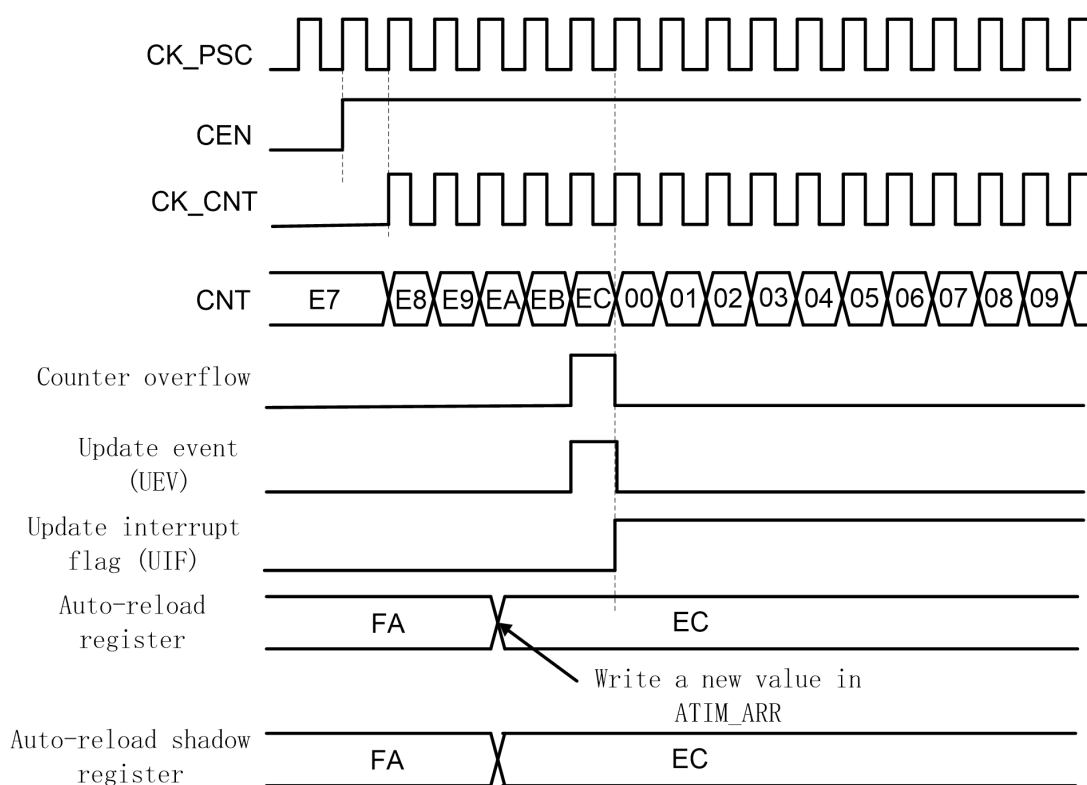 CK_PSC
CEN
CK_CNT
CNT E7 E8 E9 EA EB EC 00 01 02 03 04 05 06 07 08 09
Counter overflow
Update event
(UEV)
Update interrupt
flag (UIF)
Auto-reload
register
FA EC
Write a new value in
ATIM_ARR
Auto-reload shadow
register
FA EC